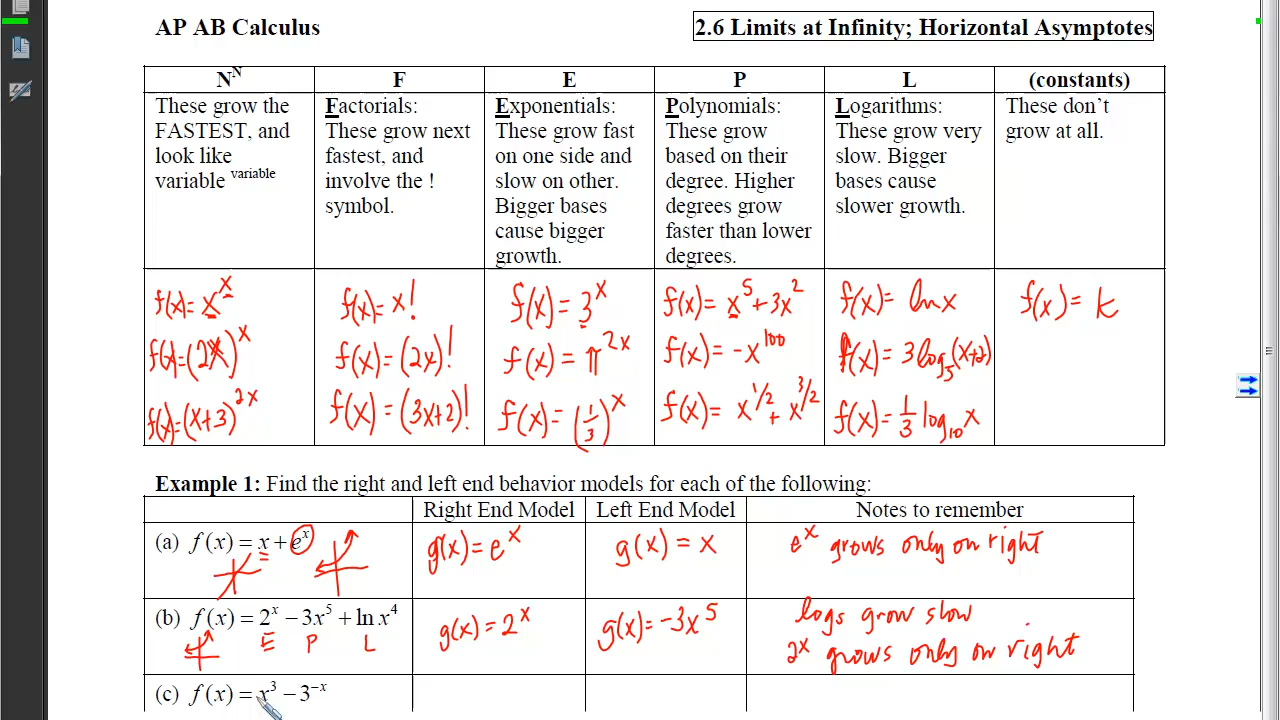 AP AB Calculus
2.6 Limits at Infinity; Horizontal Asymptotes
N^N
These grow the
FASTEST, and
look like
variable ^variable
f(x)= x^x
f(x)=(2x)^x
f(x)=(x+3)^2x
F
Factorials:
These grow next
fastest, and
involve the !
symbol.
f(x)= x!
f(x)=(2x)!
f(x)=(3x+2)!
E
Exponentials:
These grow fast
on one side and
slow on other.
Bigger bases
cause bigger
growth.
f(x)= 3^x
f(x)= π^2x
f(x)=(1/3)^x
P
Polynomials:
These grow
based on their
degree. Higher
degrees grow
faster than lower
degrees.
f(x)= x^5+3x^2
f(x)= -x^100
f(x)= x^1/2 + x^3/2
L
Logarithms:
These grow very
slow. Bigger
bases cause
slower growth.
f(x)= ln x
f(x)= 3log_5(x+2)
f(x)= 1/3 log_10 x
(constants)
These don't
grow at all.
f(x)= k
Example 1: Find the right and left end behavior models for each of the following:
Right End Model
Left End Model
Notes to remember
(a) f(x) = x + e^x
E
g(x)= e^x
g(x)= x
e^x grows only on right
(b) f(x) = 2^x − 3x^5 + ln x^4
E P L
g(x)= 2^x
g(x)= -3x^5
logs grow slow
2^x grows only on right
(c) f(x) = x^3 − 3^−x